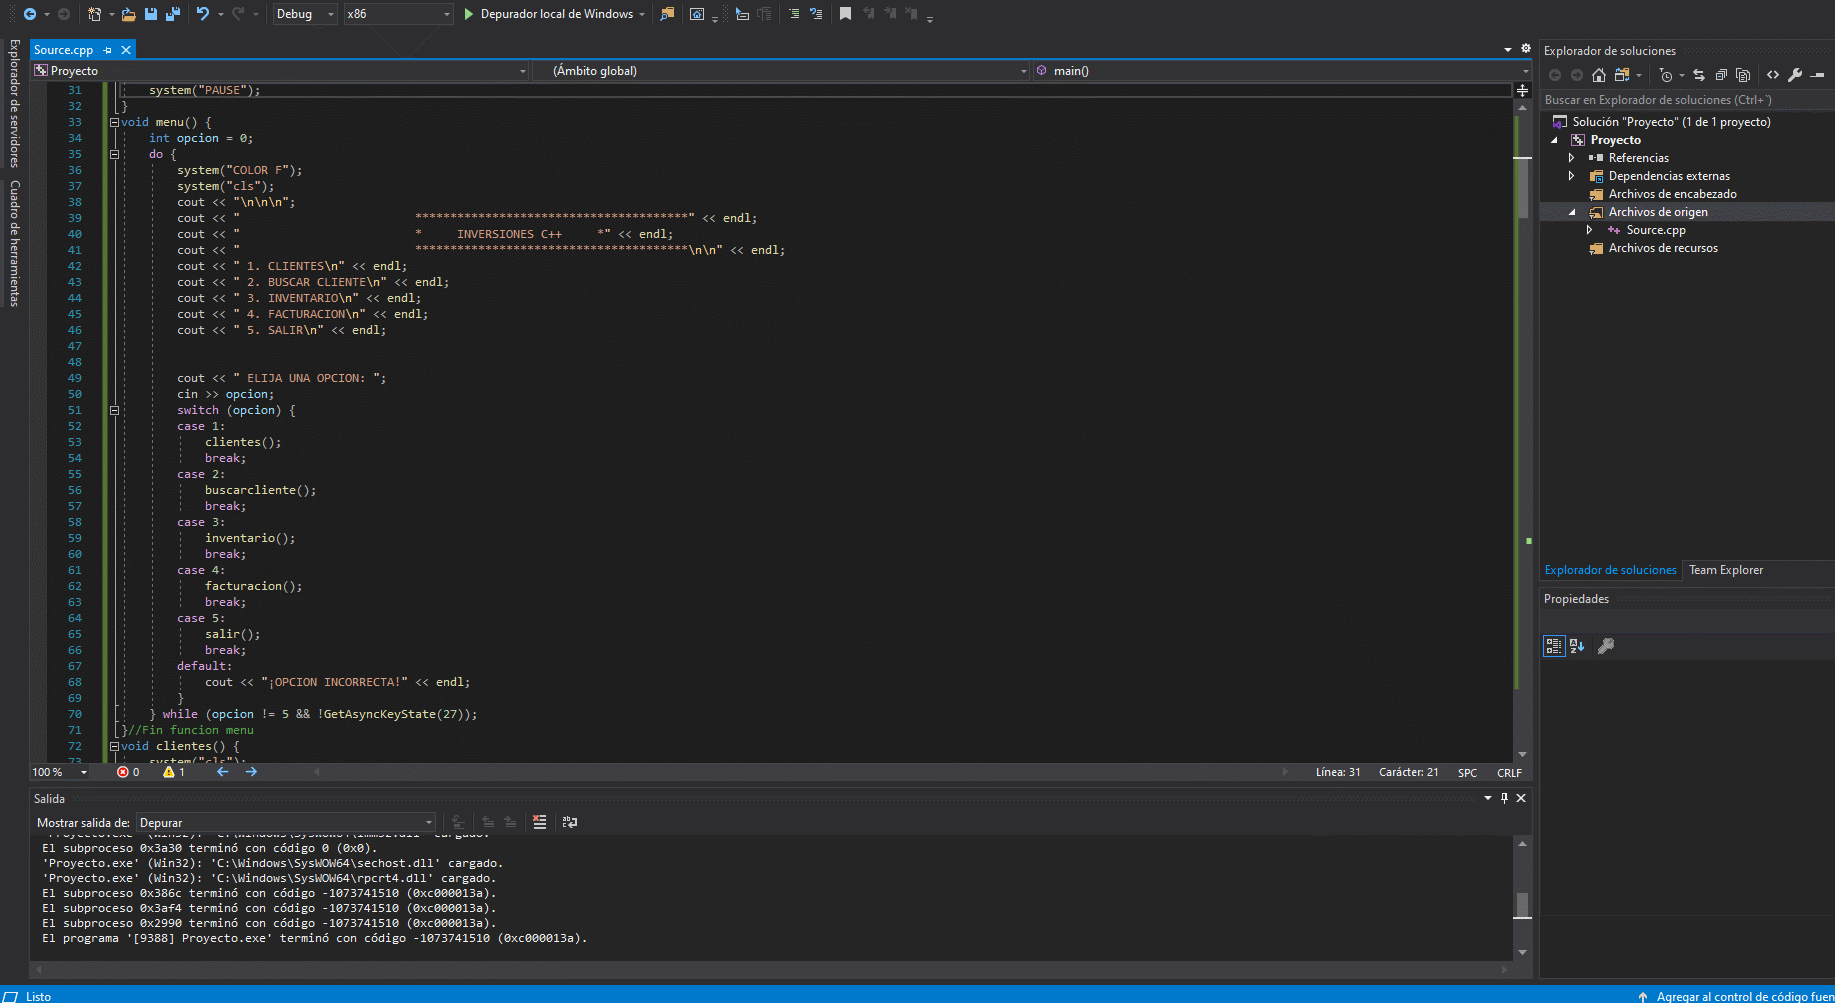 Debug
x86
Depurador local de Windows
Explorador de servidores
Cuadro de herramientas
Source.cpp
Proyecto
(Ámbito global)
main()
31 system("PAUSE");
32 }
33 void menu() {
34 int opcion = 0;
35 do {
36 system("COLOR F");
37 system("cls");
38 cout << "\n\n\n";
39 cout << " ***************************************" << endl;
40 cout << " * INVERSIONES C++ *" << endl;
41 cout << " ***************************************\n\n" << endl;
42 cout << " 1. CLIENTES\n" << endl;
43 cout << " 2. BUSCAR CLIENTE\n" << endl;
44 cout << " 3. INVENTARIO\n" << endl;
45 cout << " 4. FACTURACION\n" << endl;
46 cout << " 5. SALIR\n" << endl;
47
48
49 cout << " ELIJA UNA OPCION: ";
50 cin >> opcion;
51 switch (opcion) {
52 case 1:
53 clientes();
54 break;
55 case 2:
56 buscarcliente();
57 break;
58 case 3:
59 inventario();
60 break;
61 case 4:
62 facturacion();
63 break;
64 case 5:
65 salir();
66 break;
67 default:
68 cout << "¡OPCION INCORRECTA!" << endl;
69 }
70 } while (opcion != 5 && !GetAsyncKeyState(27));
71 }//Fin funcion menu
72 void clientes() {
73 system("cls");
100 %
0
1
Línea: 31
Carácter: 21
SPC
CRLF
Salida
Mostrar salida de: Depurar
'Proyecto.exe' (Win32): 'C:\Windows\SysWOW64\imm32.dll' cargado.
El subproceso 0x3a30 terminó con código 0 (0x0).
'Proyecto.exe' (Win32): 'C:\Windows\SysWOW64\sechost.dll' cargado.
'Proyecto.exe' (Win32): 'C:\Windows\SysWOW64\rpcrt4.dll' cargado.
El subproceso 0x386c terminó con código -1073741510 (0xc000013a).
El subproceso 0x3af4 terminó con código -1073741510 (0xc000013a).
El subproceso 0x2990 terminó con código -1073741510 (0xc000013a).
El programa '[9388] Proyecto.exe' terminó con código -1073741510 (0xc000013a).
Explorador de soluciones
Buscar en Explorador de soluciones (Ctrl+`)
Solución "Proyecto" (1 de 1 proyecto)
Proyecto
Referencias
Dependencias externas
Archivos de encabezado
Archivos de origen
Source.cpp
Archivos de recursos
Explorador de soluciones
Team Explorer
Propiedades
Listo
Agregar al control de código fuen